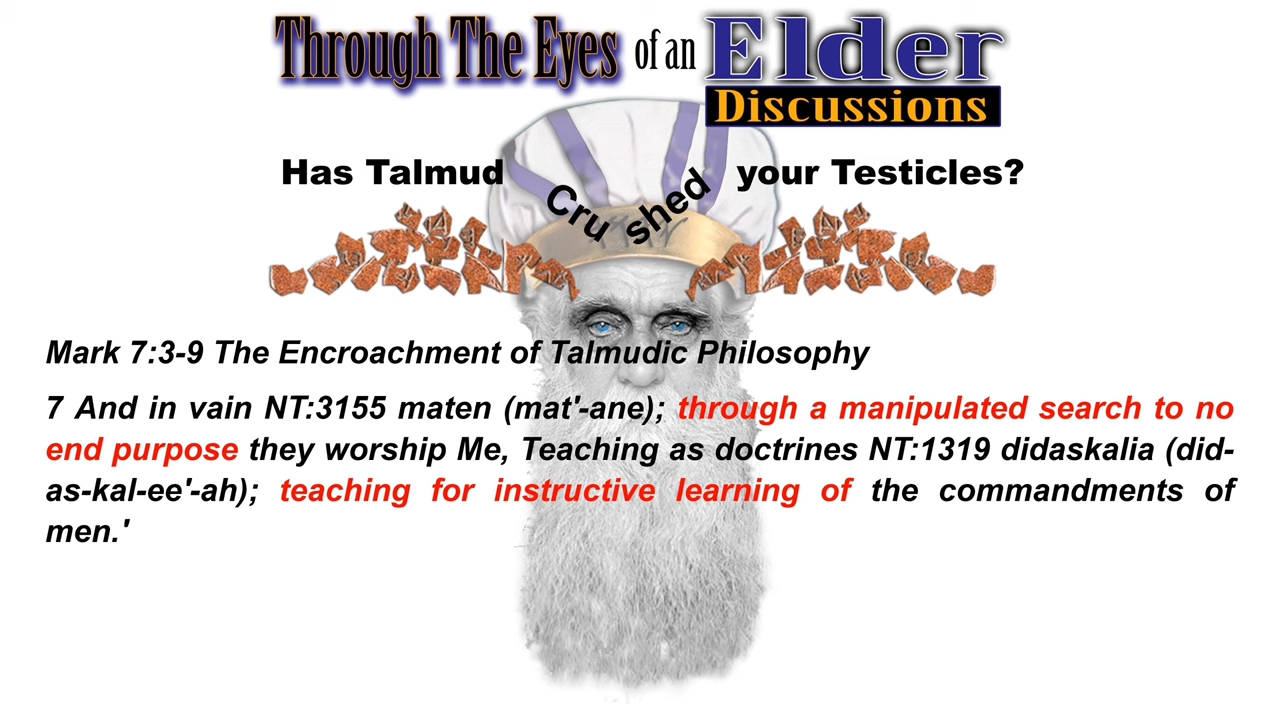 Through The Eyes of an Elder
Discussions
Has Talmud Crushed your Testicles?
Mark 7:3-9 The Encroachment of Talmudic Philosophy
7 And in vain NT:3155 maten (mat'-ane); through a manipulated search to no
end purpose they worship Me, Teaching as doctrines NT:1319 didaskalia (did-
as-kal-ee'-ah); teaching for instructive learning of the commandments of
men.'